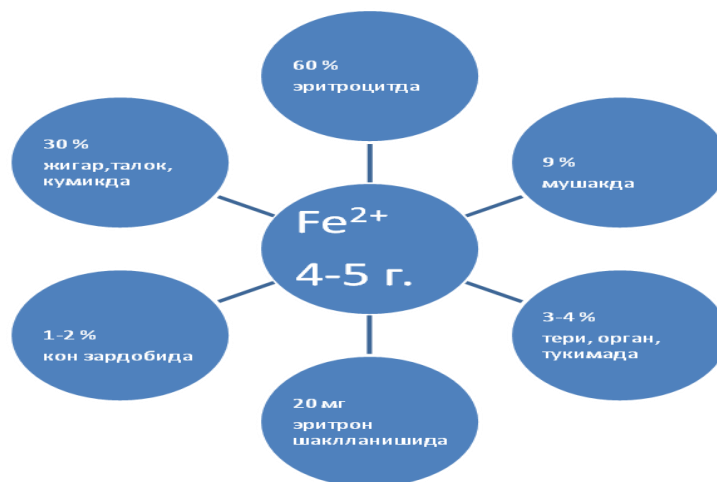 60 %
эритроцитда
30 %
жигар,талок,
кумикда
9 %
мушакда
Fe²⁺
4-5 г.
1-2 %
кон зардобида
3-4 %
тери, орган,
тукимада
20 мг
эритрон
шаклланишида